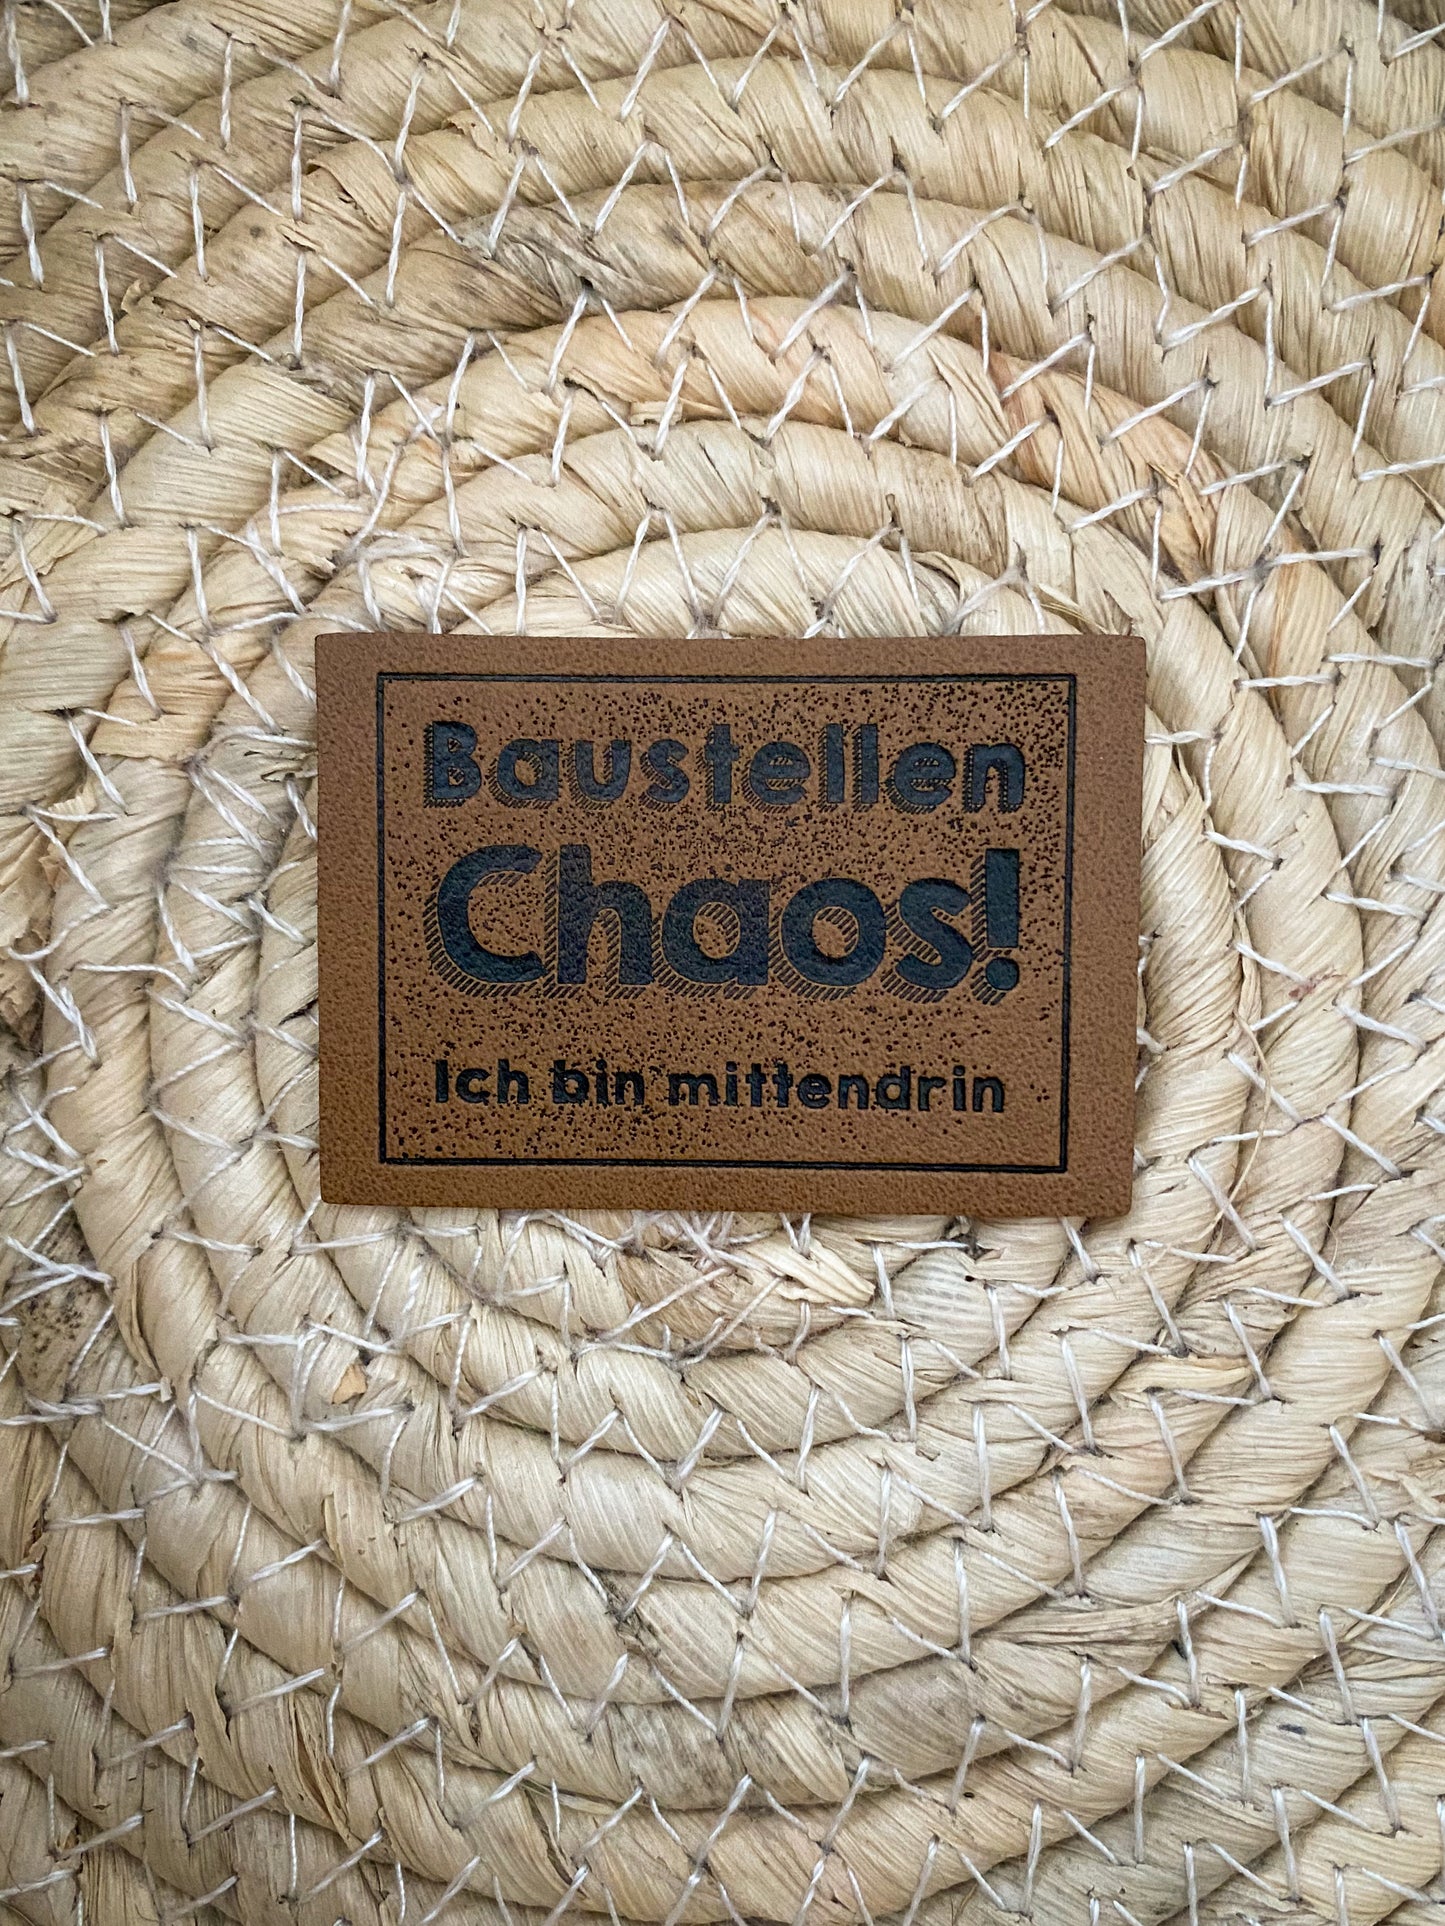 Baustellen
Chaos!
Ich bin mittendrin